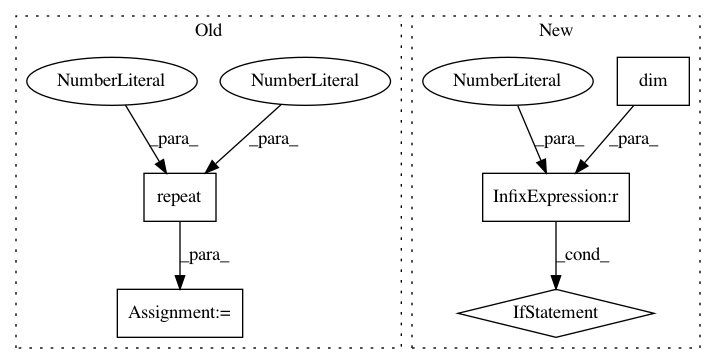 Old
New
NumberLiteral
NumberLiteral
NumberLiteral
dim
_para_
_para_
_para_
_para_
repeat
InfixExpression:r
_para_
_cond_
Assignment:=
IfStatement